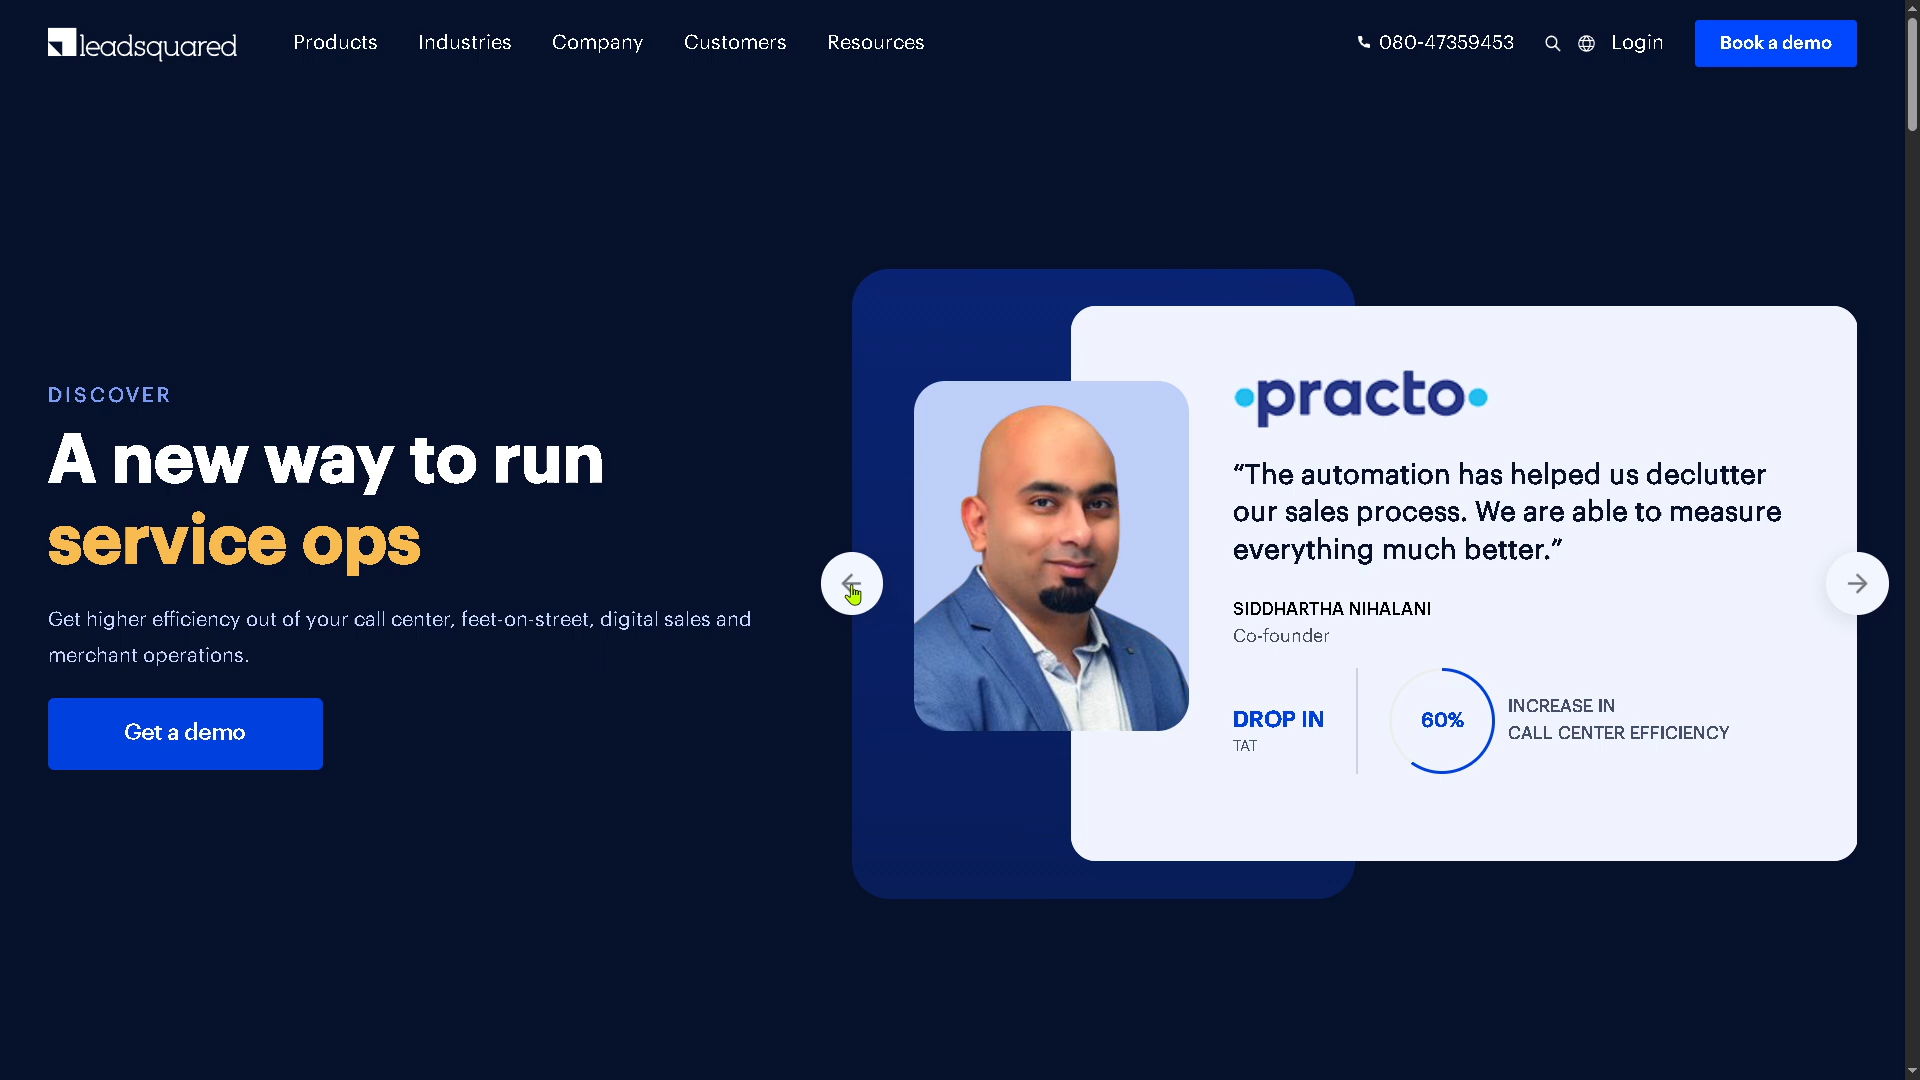 leadsquared
Products
Industries
Company
Customers
Resources
080-47359453
Login
Book a demo
DISCOVER
A new way to run
service ops
Get higher efficiency out of your call center, feet-on-street, digital sales and
merchant operations.
Get a demo
practo
“The automation has helped us declutter
our sales process. We are able to measure
everything much better.”
SIDDHARTHA NIHALANI
Co-founder
DROP IN
TAT
60%
INCREASE IN
CALL CENTER EFFICIENCY